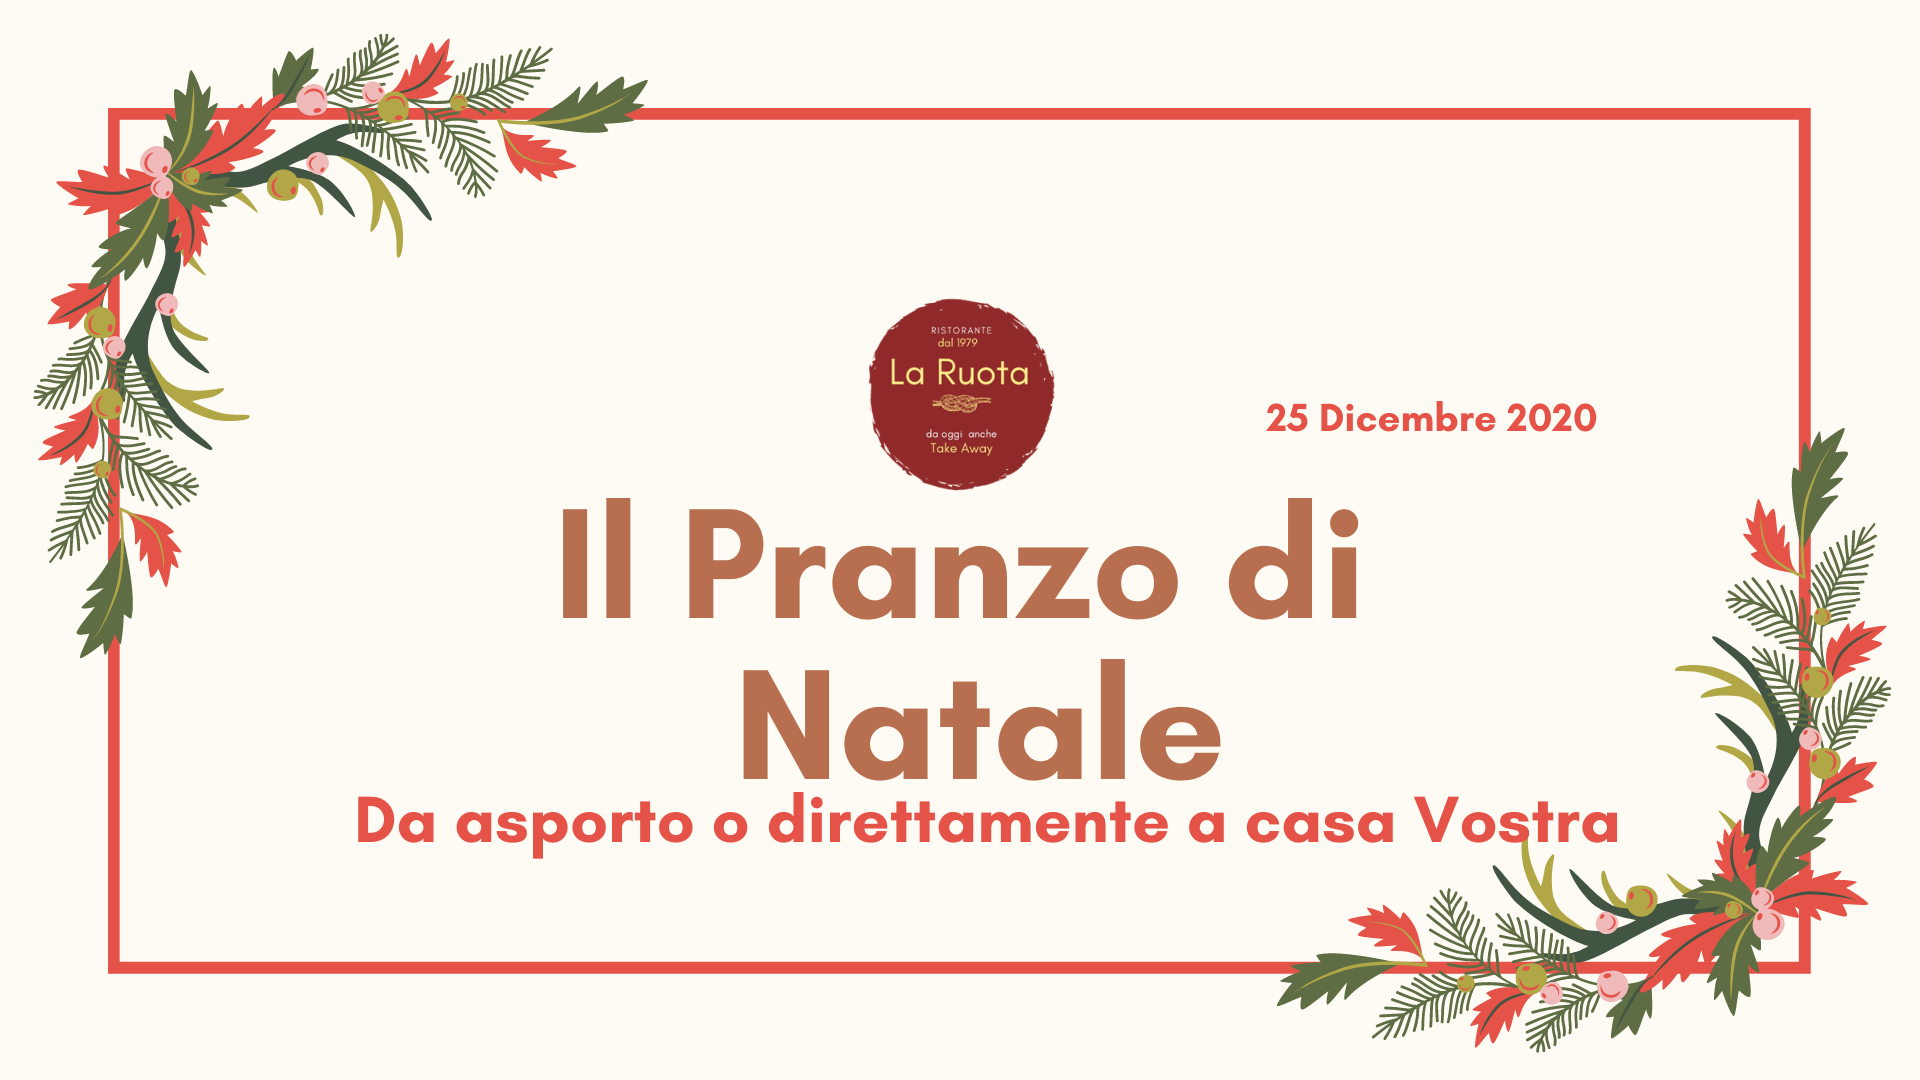 RISTORANTE
dal 1979
La Ruota
da oggi anche
Take Away
25 Dicembre 2020
Il Pranzo di
Natale
Da asporto o direttamente a casa Vostra